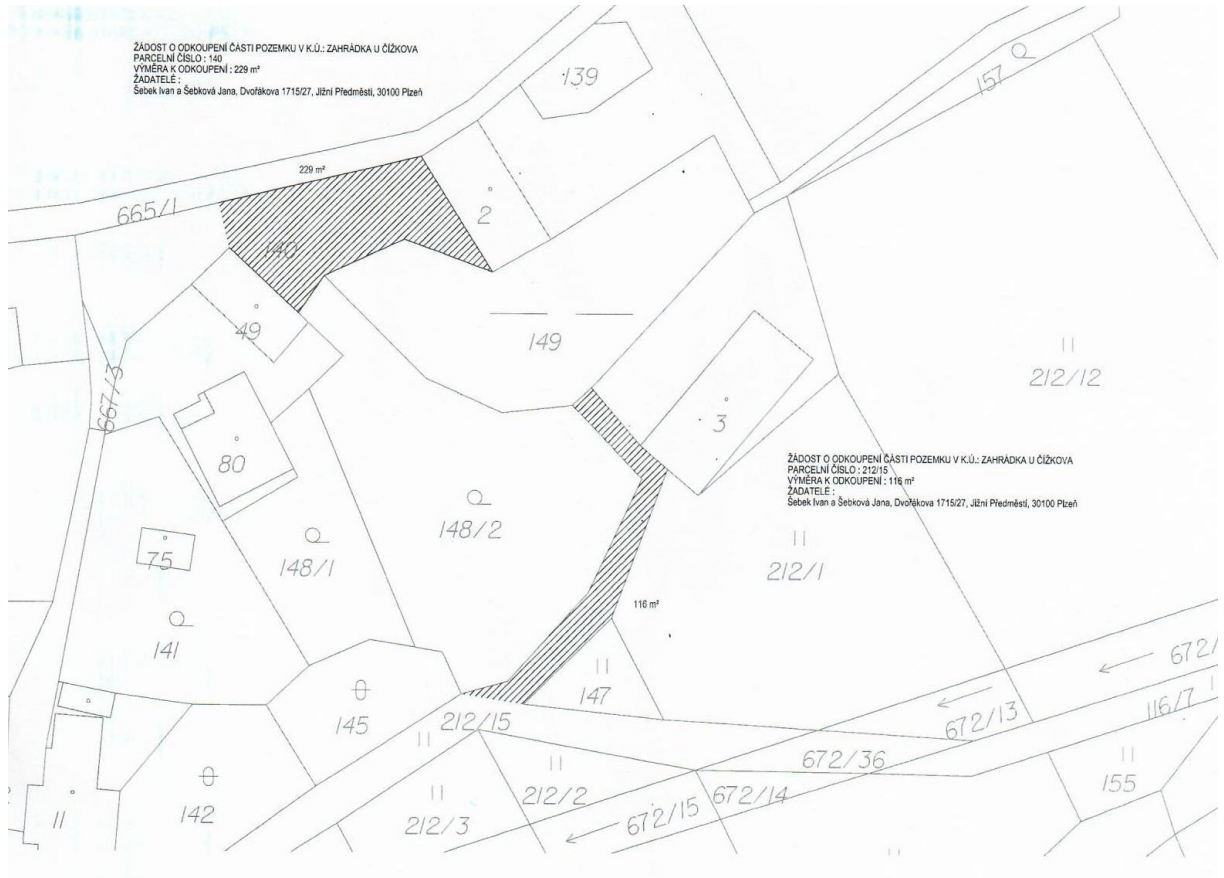 ŽÁDOST O ODKOUPENÍ ČÁSTI POZEMKU V K.Ú.: ZAHRÁDKA U ČÍŽKOVA
PARCELNÍ ČÍSLO : 140
VÝMĚRA K ODKOUPENÍ : 229 m²
ŽADATELÉ :
Šebek Ivan a Šebková Jana, Dvořákova 1715/27, Jižní Předměstí, 30100 Plzeň
139
157
229 m²
665/1
2
140
49
149
212/12
667/3
3
80
ŽÁDOST O ODKOUPENÍ ČÁSTI POZEMKU V K.Ú.: ZAHRÁDKA U ČÍŽKOVA
PARCELNÍ ČÍSLO : 212/15
VÝMĚRA K ODKOUPENÍ : 116 m²
ŽADATELÉ :
Šebek Ivan a Šebková Jana, Dvořákova 1715/27, Jižní Předměstí, 30100 Plzeň
148/2
75
148/1
212/1
116 m²
141
672/
147
145
212/15
672/13
116/7
672/36
155
212/2
672/14
142
672/15
11
212/3